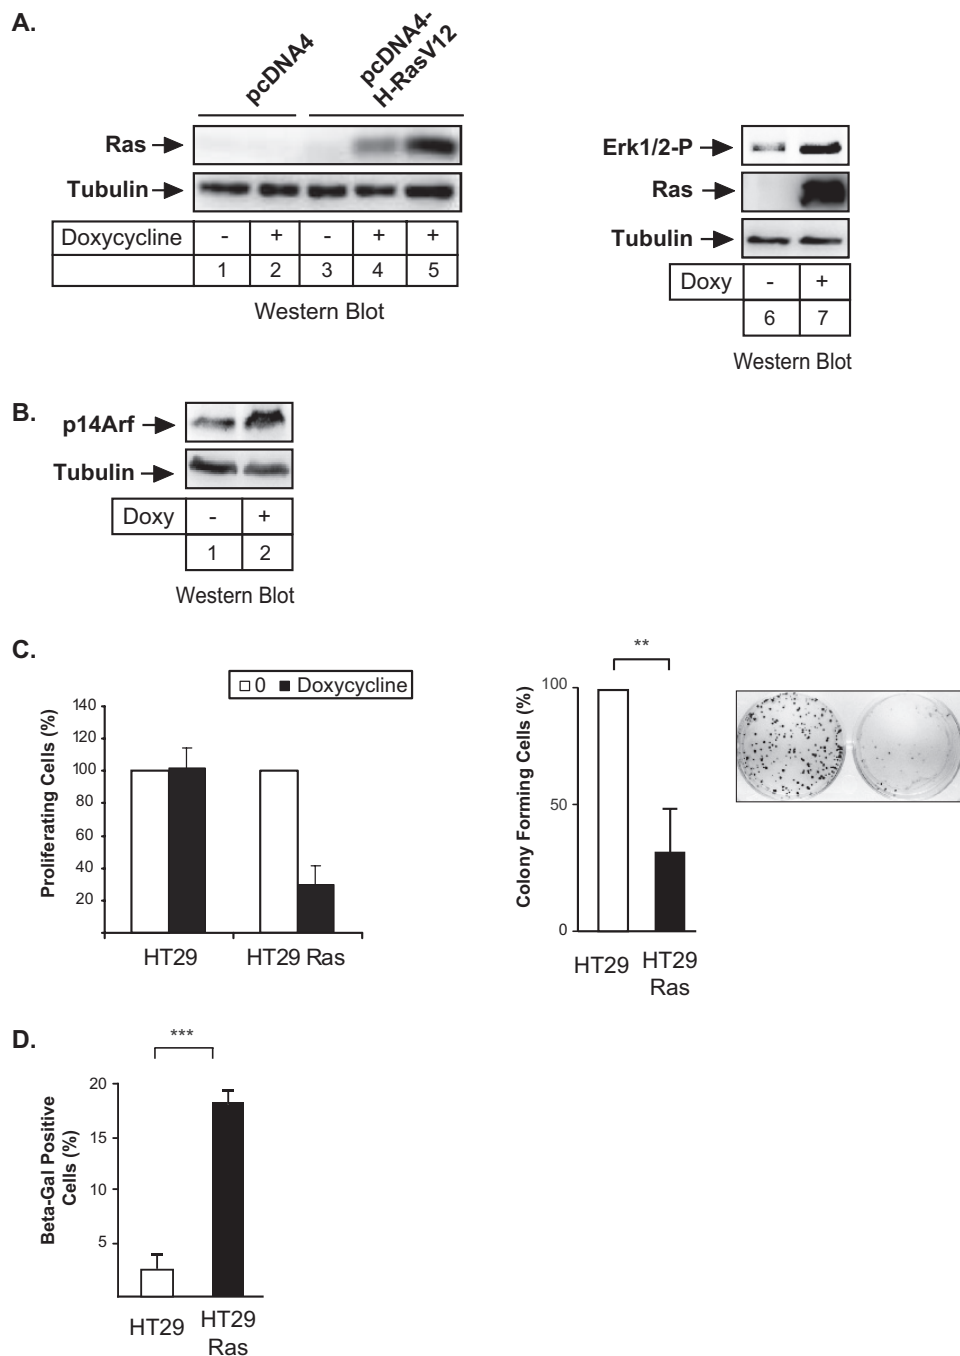 A.
pcDNA4
pcDNA4-
H-RasV12
Ras
Tubulin
Doxycycline - + - + +
1 2 3 4 5
Western Blot
Erk1/2-P
Ras
Tubulin
Doxy - +
6 7
Western Blot
B.
p14Arf
Tubulin
Doxy - +
1 2
Western Blot
C.
0 Doxycycline
Proliferating Cells (%)
140
120
100
80
60
40
20
HT29 HT29 Ras
**
Colony Forming Cells (%)
100
50
0
HT29 HT29
Ras
D.
***
Beta-Gal Positive
Cells (%)
20
15
10
5
HT29 HT29
Ras